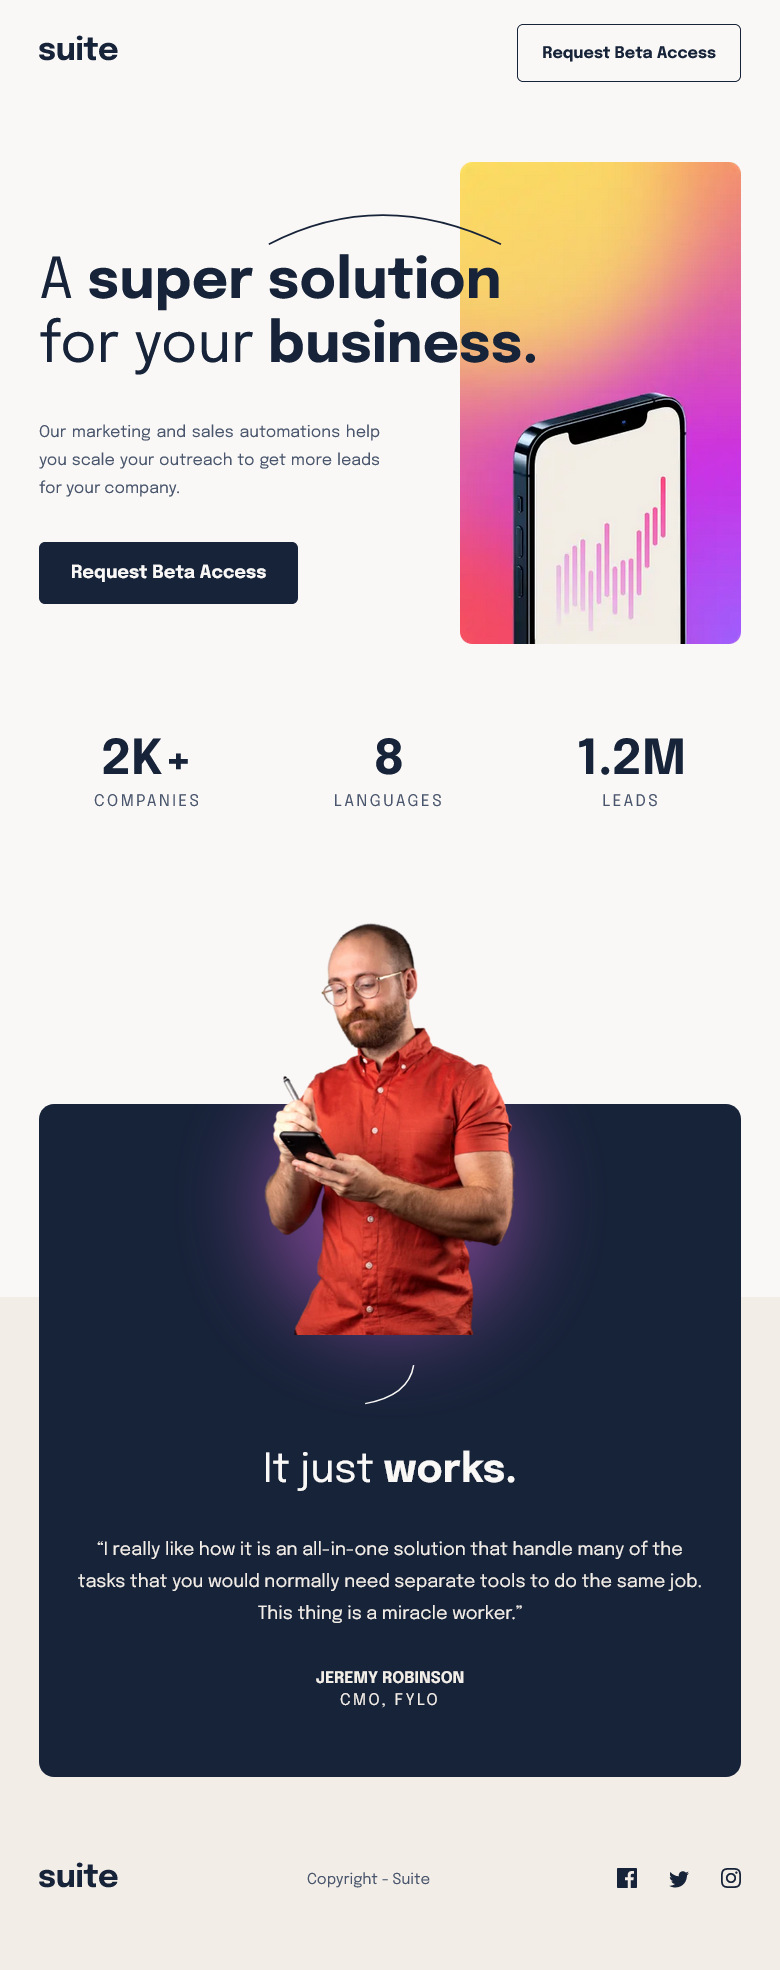 suite
Request Beta Access
A super solution
for your business.
Our marketing and sales automations help
you scale your outreach to get more leads
for your company.
Request Beta Access
2K+
COMPANIES
8
LANGUAGES
1.2M
LEADS
It just works.
“I really like how it is an all-in-one solution that handle many of the
tasks that you would normally need separate tools to do the same job.
This thing is a miracle worker.”
JEREMY ROBINSON
CMO, FYLO
suite
Copyright - Suite